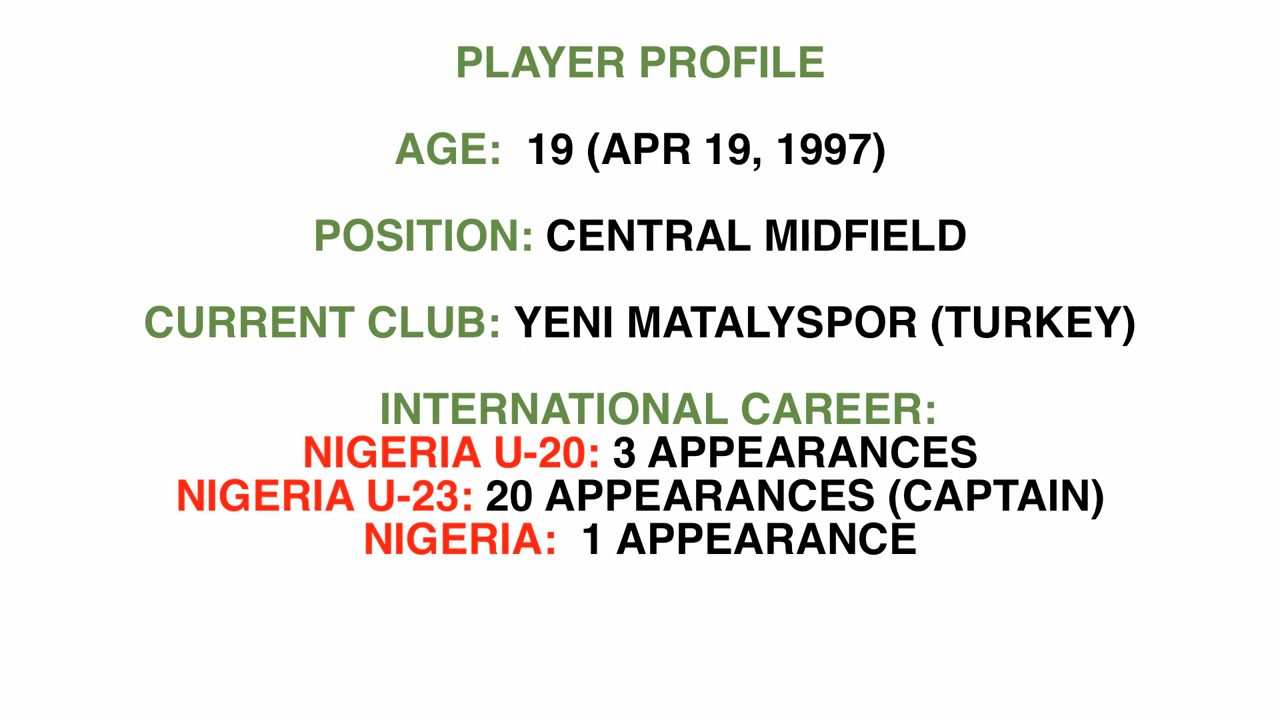 PLAYER PROFILE
AGE: 19 (APR 19, 1997)
POSITION: CENTRAL MIDFIELD
CURRENT CLUB: YENI MATALYSPOR (TURKEY)
INTERNATIONAL CAREER:
NIGERIA U-20: 3 APPEARANCES
NIGERIA U-23: 20 APPEARANCES (CAPTAIN)
NIGERIA: 1 APPEARANCE